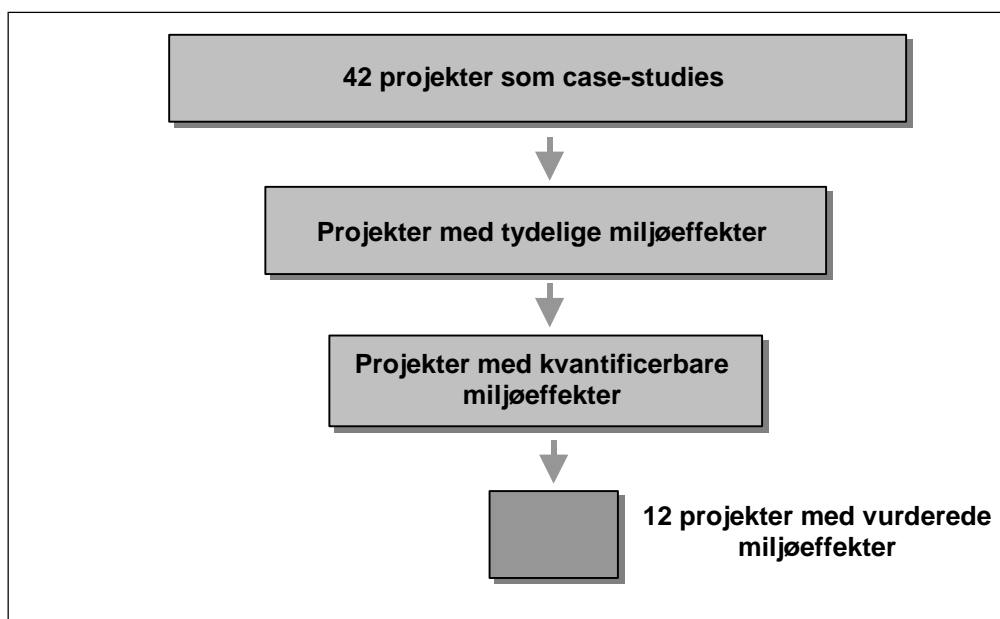 42 projekter som case-studies
Projekter med tydelige miljøeffekter
Projekter med kvantificerbare
miljøeffekter
12 projekter med vurderede
miljøeffekter